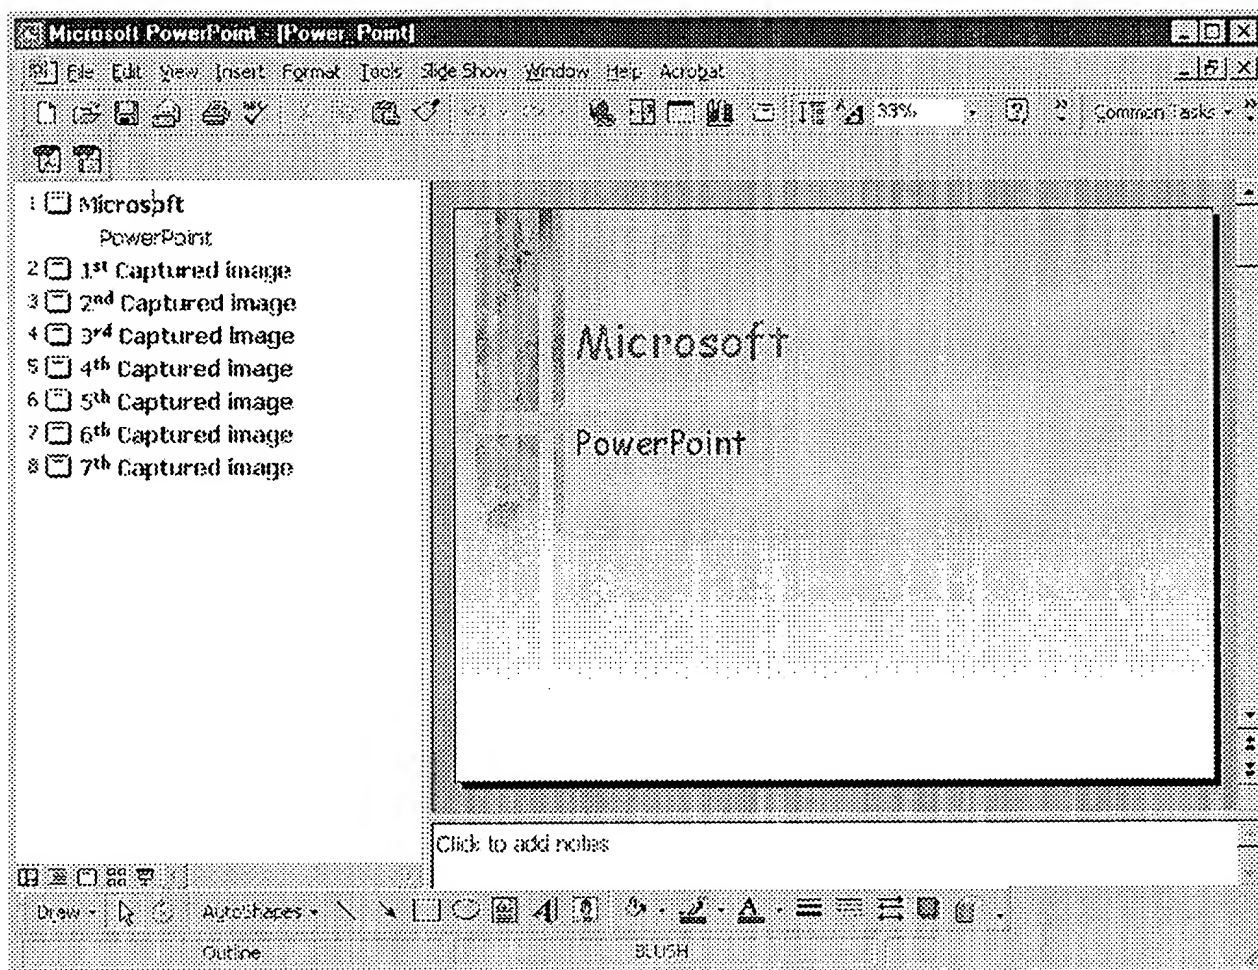 Microsoft PowerPoint - [Power_Point]
File Edit View Insert Format Tools Slide Show Window Help Acrobat
33% Common Tasks
1 Microsoft
PowerPoint
2 1st Captured image
3 2nd Captured image
4 3rd Captured image
5 4th Captured image
6 5th Captured image
7 6th Captured image
8 7th Captured image
Microsoft
PowerPoint
Click to add notes
Draw AutoShapes
Outline BLUSH